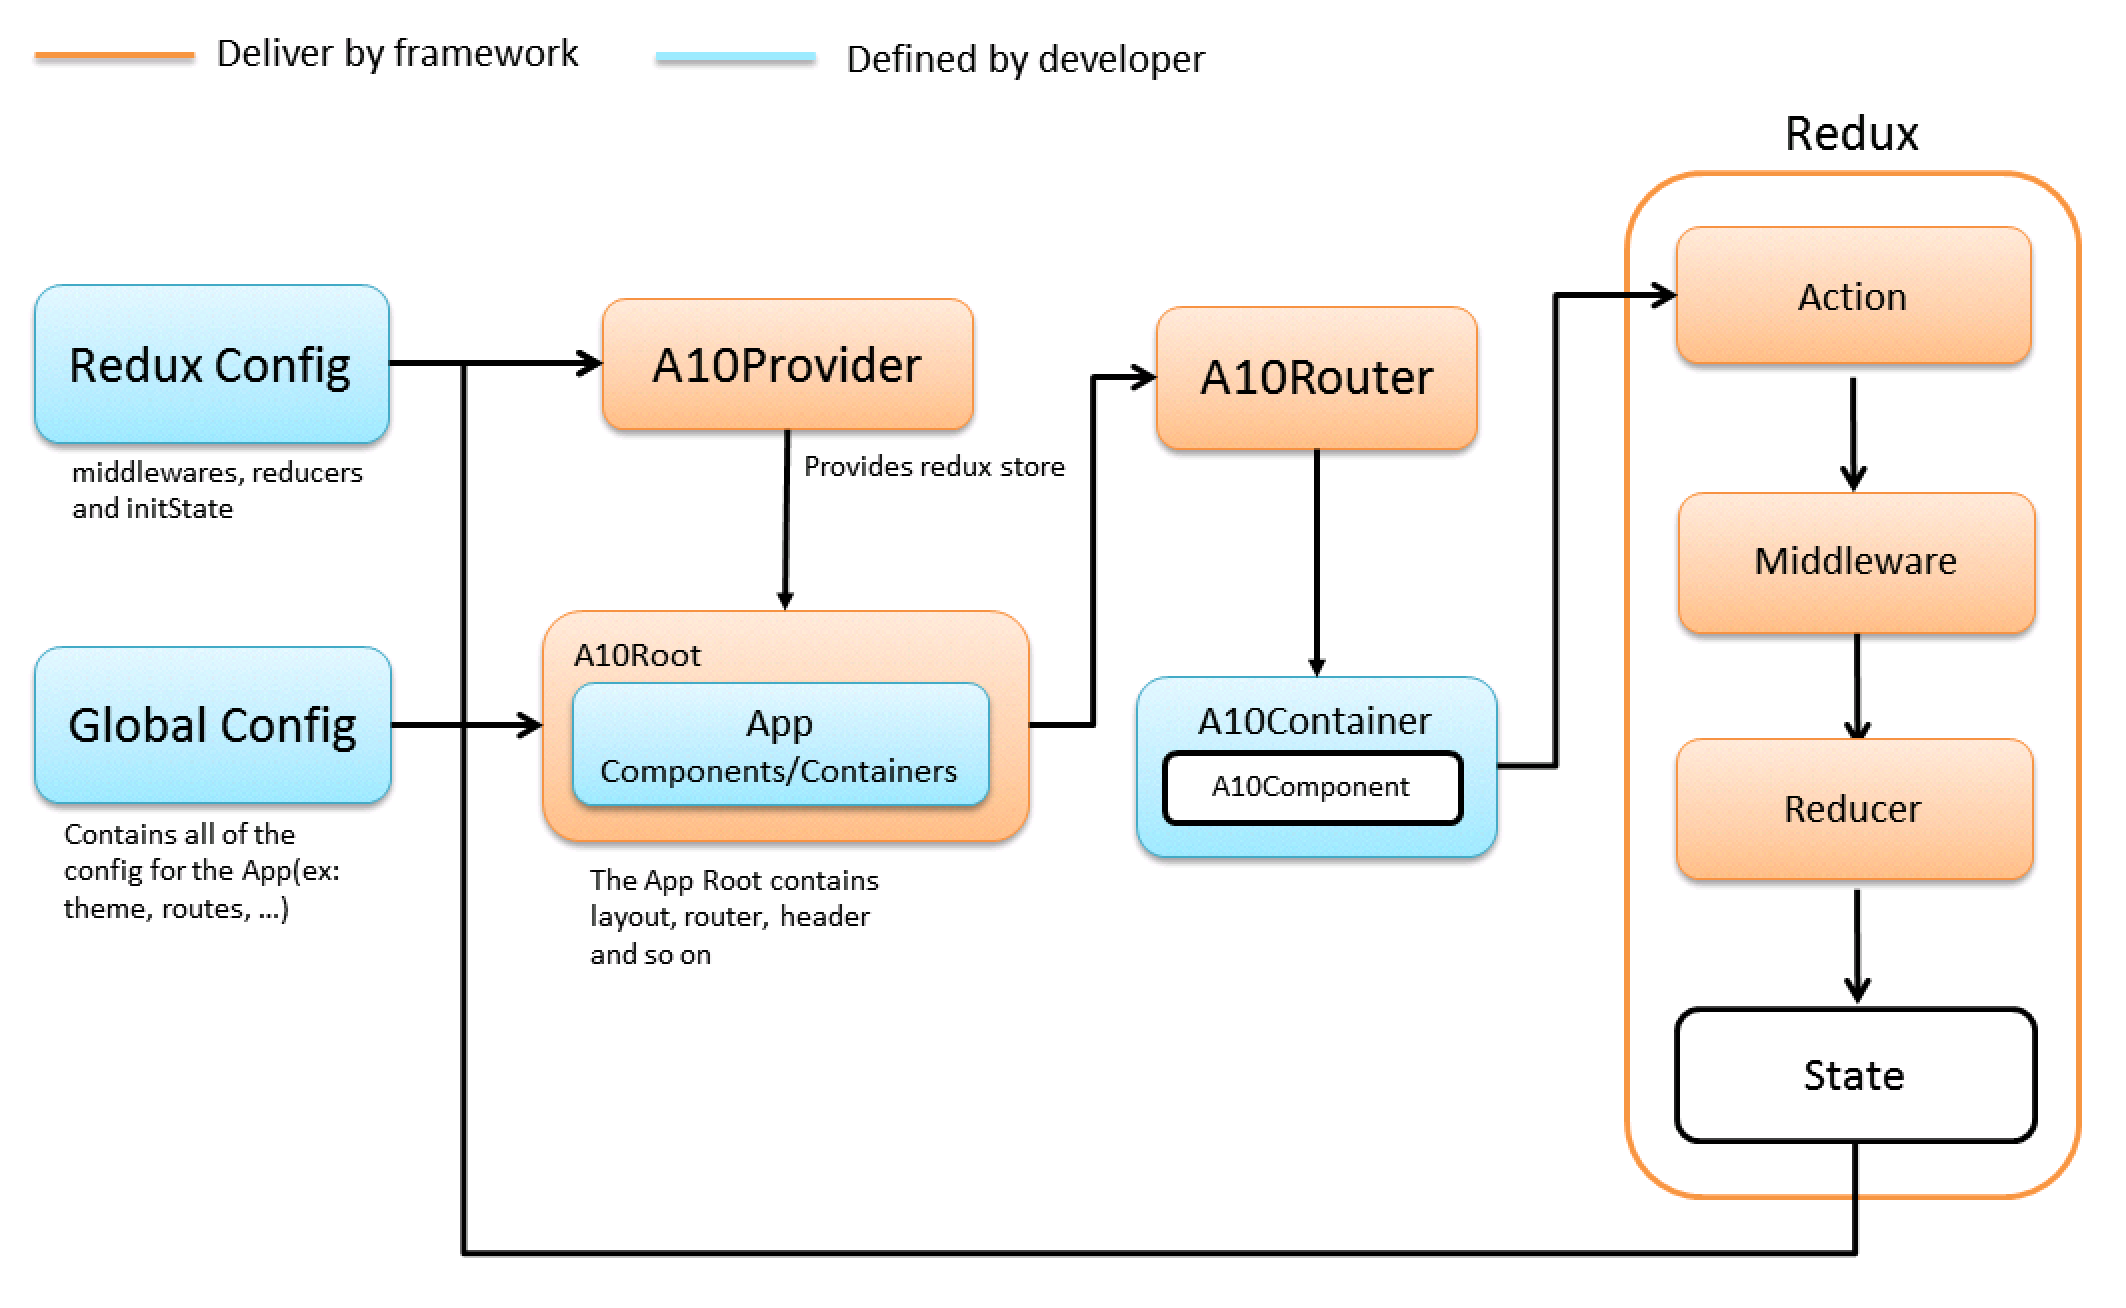 Deliver by framework
Defined by developer
Redux
Redux Config
middlewares, reducers
and initState
A10Provider
Provides redux store
A10Router
Action
Middleware
Global Config
Contains all of the
config for the App(ex:
theme, routes, ...)
A10Root
App
Components/Containers
The App Root contains
layout, router, header
and so on
A10Container
A10Component
Reducer
State